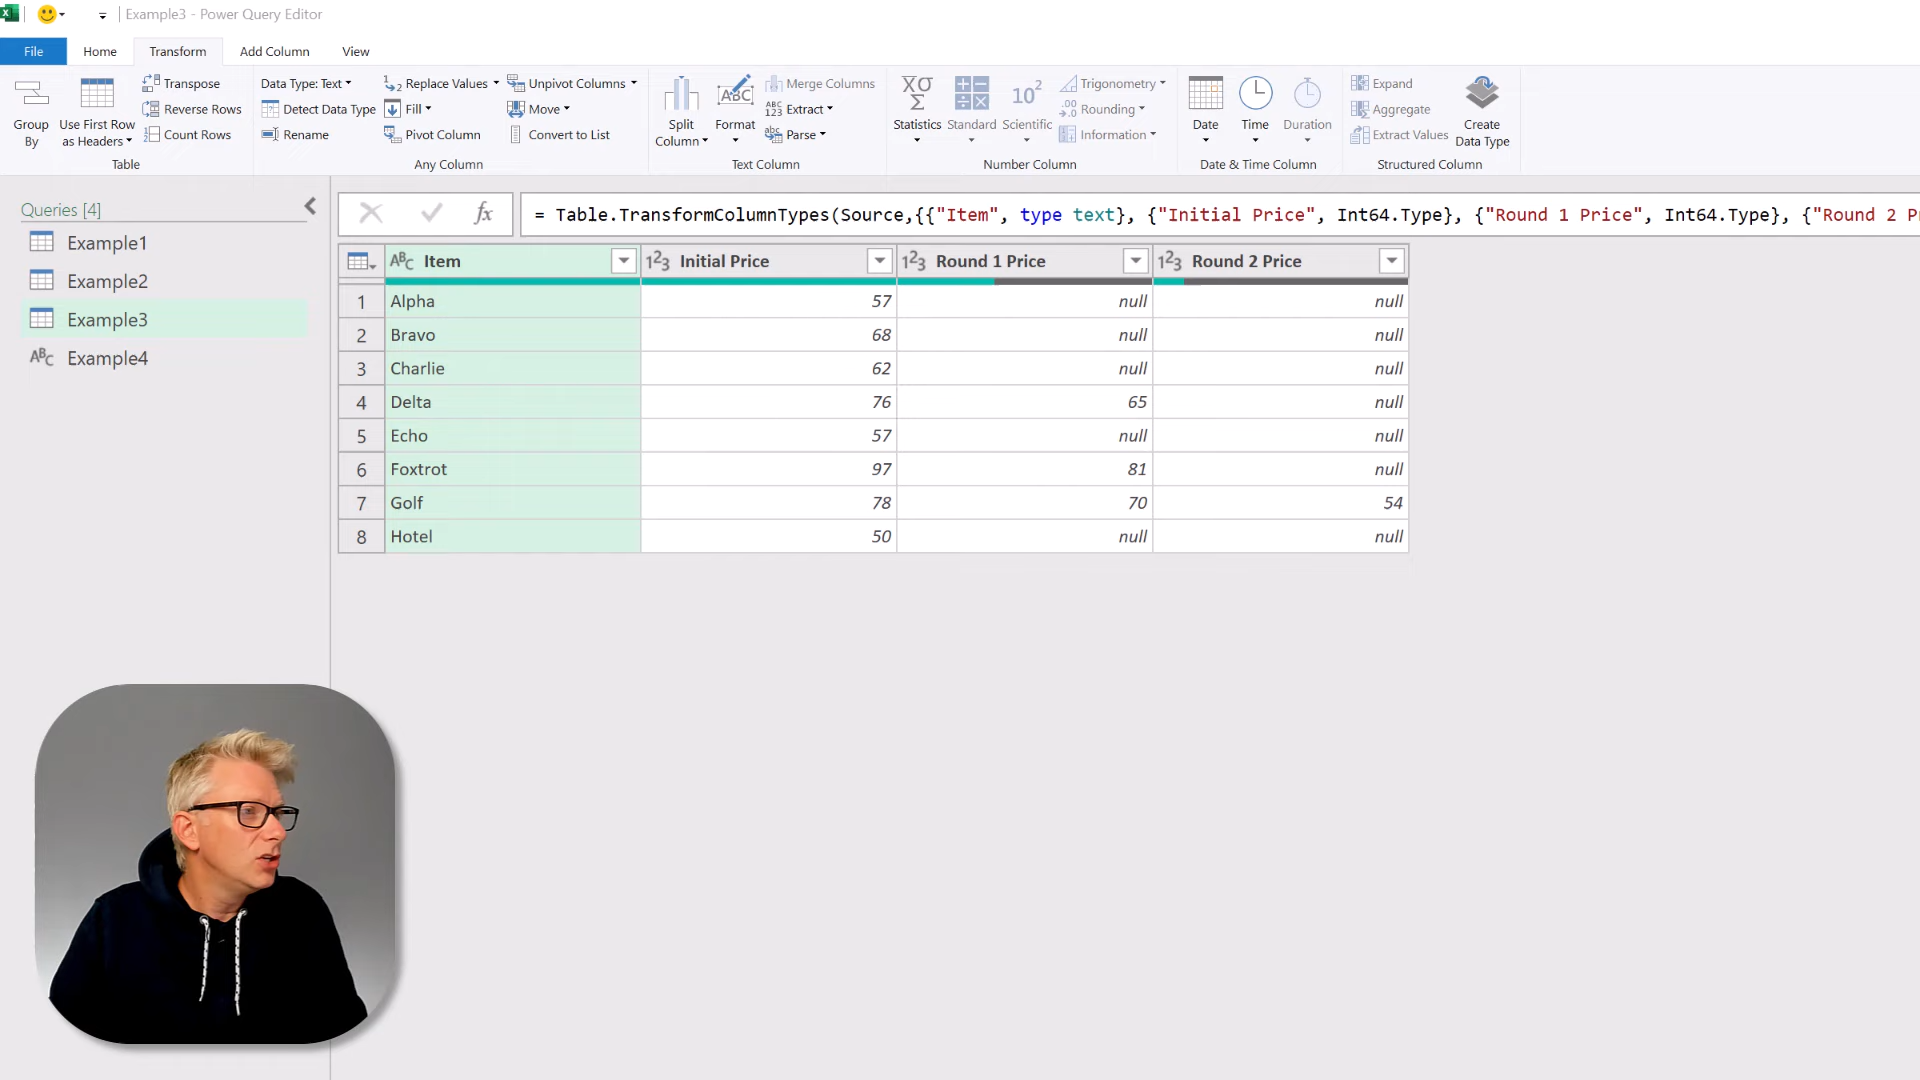 Example3 - Power Query Editor
File Home Transform Add Column View
Group By
Use First Row as Headers
Transpose
Reverse Rows
Count Rows
Table
Data Type: Text
Detect Data Type
Rename
Replace Values
Fill
Pivot Column
Unpivot Columns
Move
Convert to List
Any Column
Split Column
Format
Merge Columns
Extract
Parse
Text Column
Statistics
Standard
Scientific
Trigonometry
Rounding
Information
Number Column
Date
Time
Duration
Date & Time Column
Expand
Aggregate
Extract Values
Create Data Type
Structured Column
Queries [4]
Example1
Example2
Example3
Example4
fx = Table.TransformColumnTypes(Source,{{"Item", type text}, {"Initial Price", Int64.Type}, {"Round 1 Price", Int64.Type}, {"Round 2 P
Item Initial Price Round 1 Price Round 2 Price
1 Alpha 57 null null
2 Bravo 68 null null
3 Charlie 62 null null
4 Delta 76 65 null
5 Echo 57 null null
6 Foxtrot 97 81 null
7 Golf 78 70 54
8 Hotel 50 null null